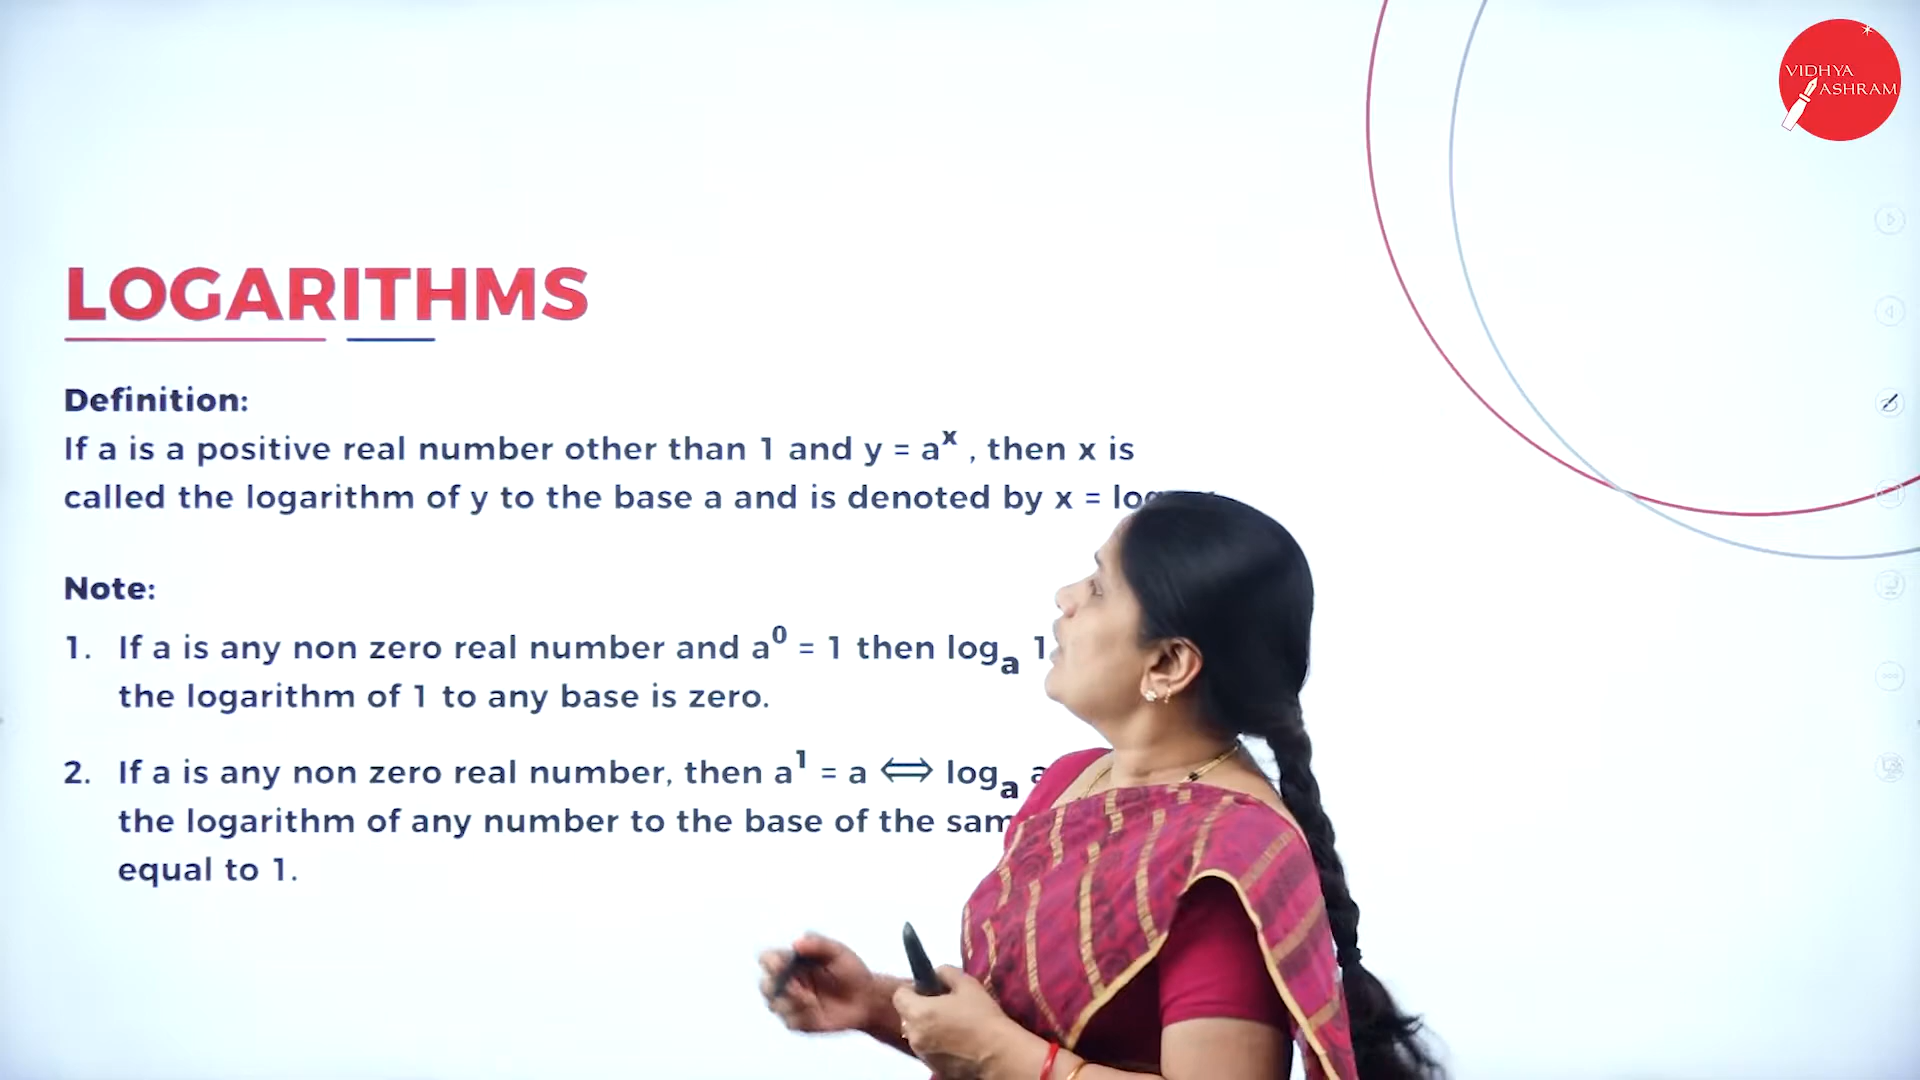 VIDHYA
ASHRAM
LOGARITHMS
Definition:
If a is a positive real number other than 1 and y = aˣ , then x is
called the logarithm of y to the base a and is denoted by x =
Note:
1. If a is any non zero real number and a⁰ = 1 then logₐ 1
the logarithm of 1 to any base is zero.
2. If a is any non zero real number, then a¹ = a ⟺ logₐ
the logarithm of any number to the base of the
equal to 1.